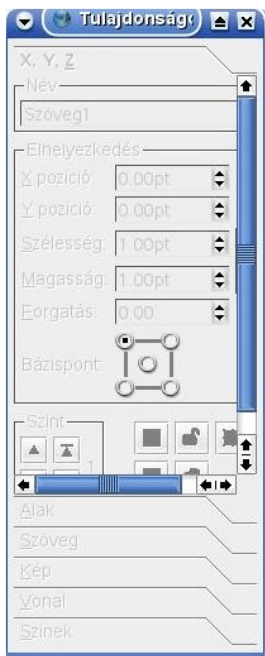 Tulajdonságo
X, Y, Z
Név
Szöveg1
Elhelyezkedés
X pozíció: 0.00pt
Y pozíció: 0.00pt
Szélesség: 1.00pt
Magasság: 1.00pt
Forgatás: 0.00
Bázispont:
Szint
1
Alak
Szöveg
Kép
Vonal
Színek